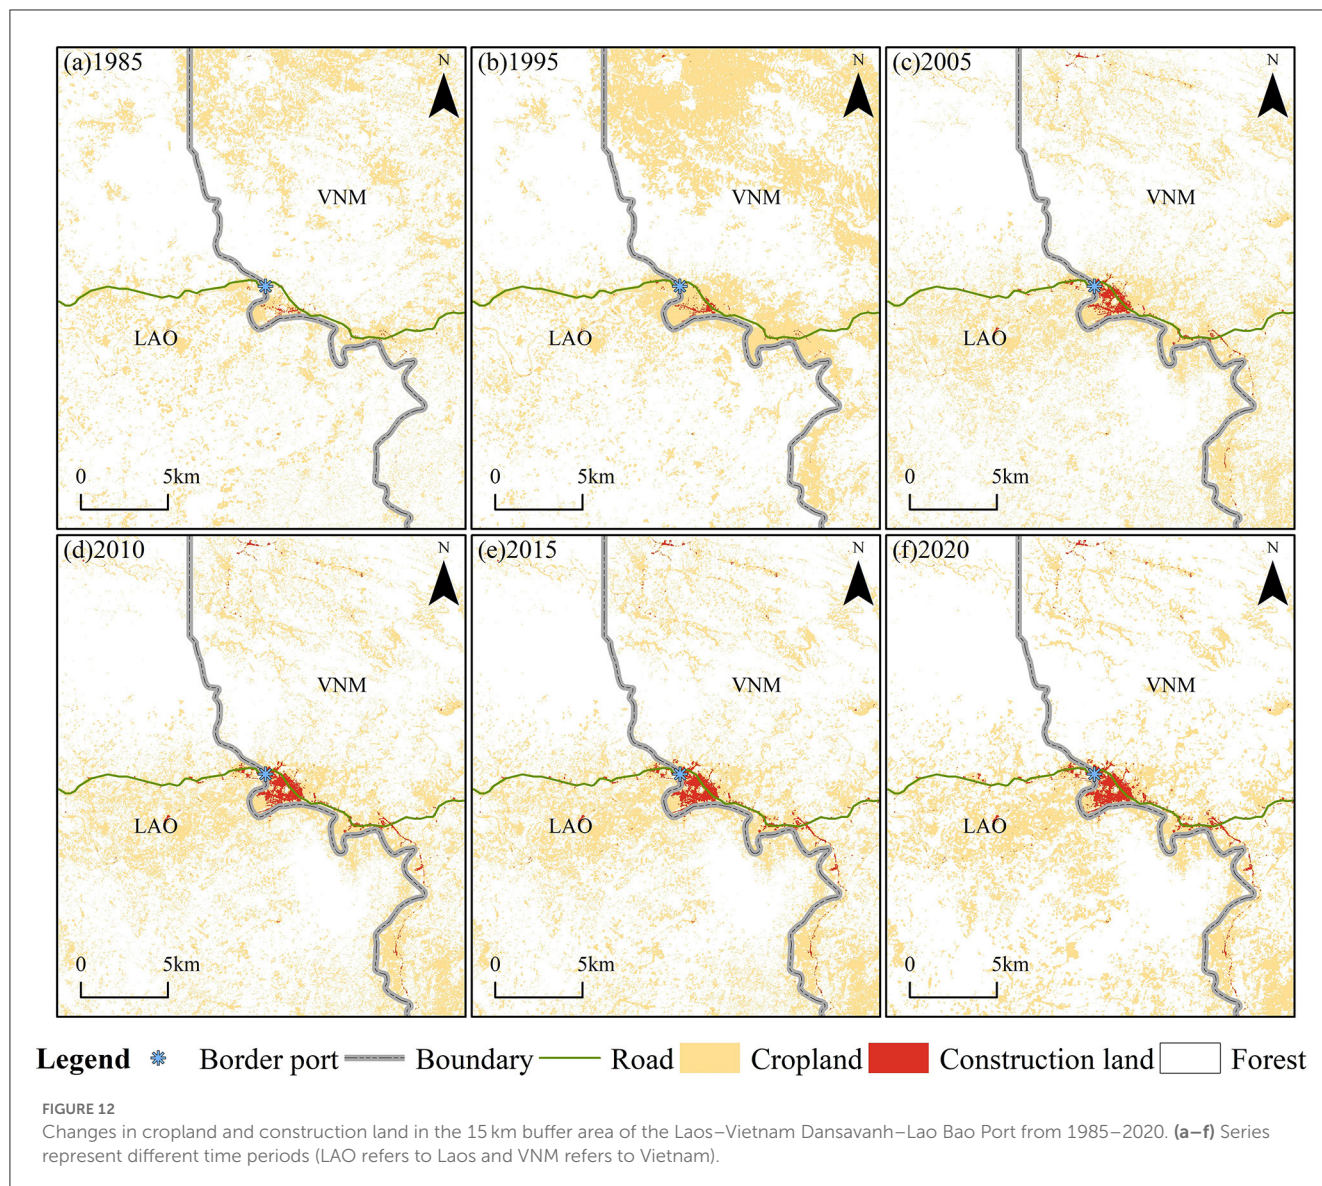 (a)1985
N
VNM
LAO
0 5km
(b)1995
N
VNM
LAO
0 5km
(c)2005
N
VNM
LAO
0 5km
(d)2010
N
VNM
LAO
0 5km
(e)2015
N
VNM
LAO
0 5km
(f)2020
N
VNM
LAO
0 5km
Legend Border port Boundary Road Cropland Construction land Forest
FIGURE 12
Changes in cropland and construction land in the 15 km buffer area of the Laos–Vietnam Dansavanh–Lao Bao Port from 1985–2020. (a–f) Series
represent different time periods (LAO refers to Laos and VNM refers to Vietnam).